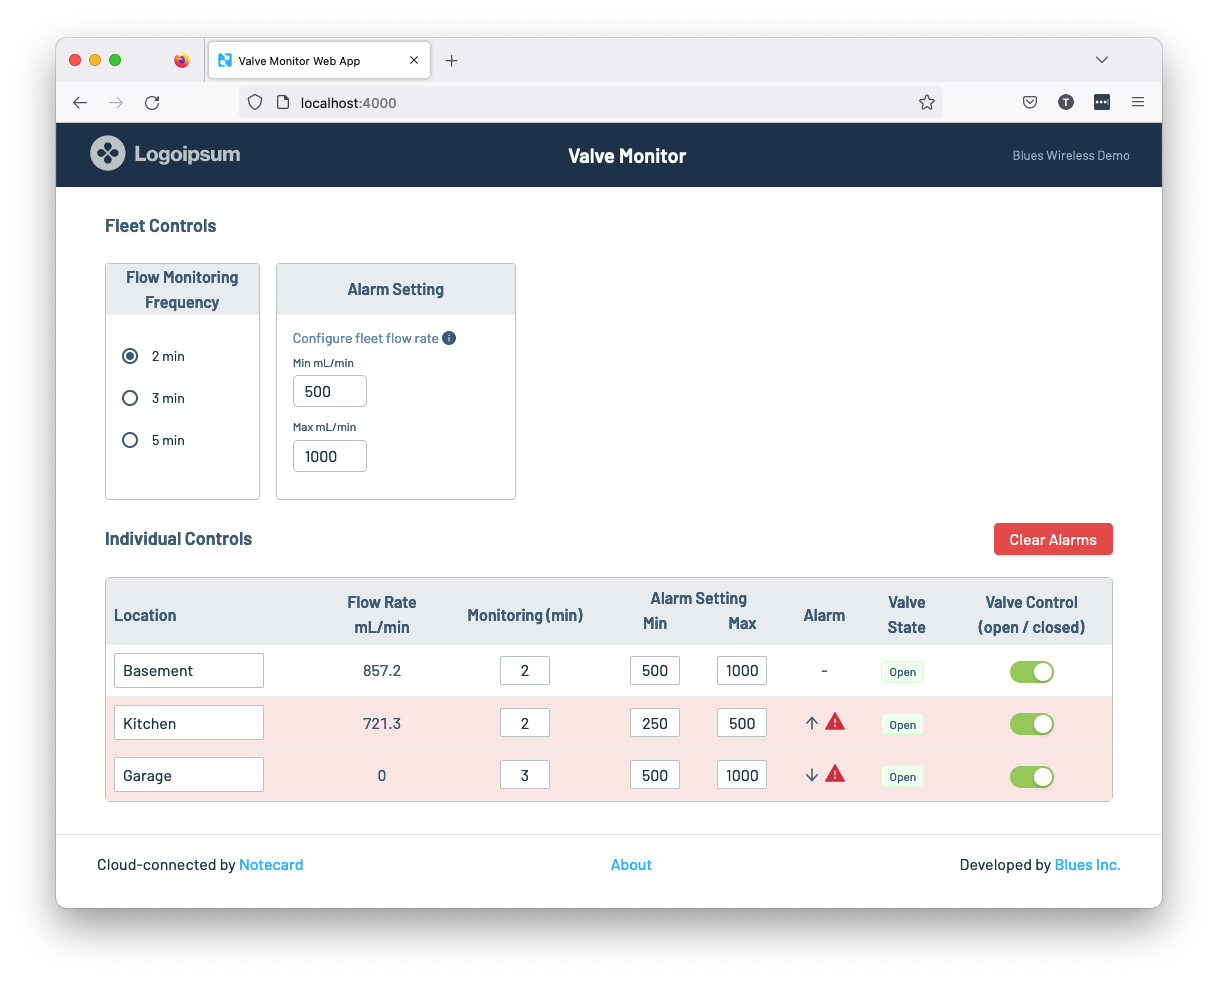 Valve Monitor Web App
localhost:4000
T
Logoipsum
Valve Monitor
Blues Wireless Demo
Fleet Controls
Flow Monitoring
Frequency
2 min
3 min
5 min
Alarm Setting
Configure fleet flow rate i
Min mL/min
500
Max mL/min
1000
Individual Controls
Clear Alarms
Location
Flow Rate
mL/min
Monitoring (min)
Alarm Setting
Min Max
Alarm
Valve
State
Valve Control
(open / closed)
Basement 857.2 2 500 1000 - Open
Kitchen 721.3 2 250 500 ↑ Open
Garage 0 3 500 1000 ↓ Open
Cloud-connected by Notecard
About
Developed by Blues Inc.